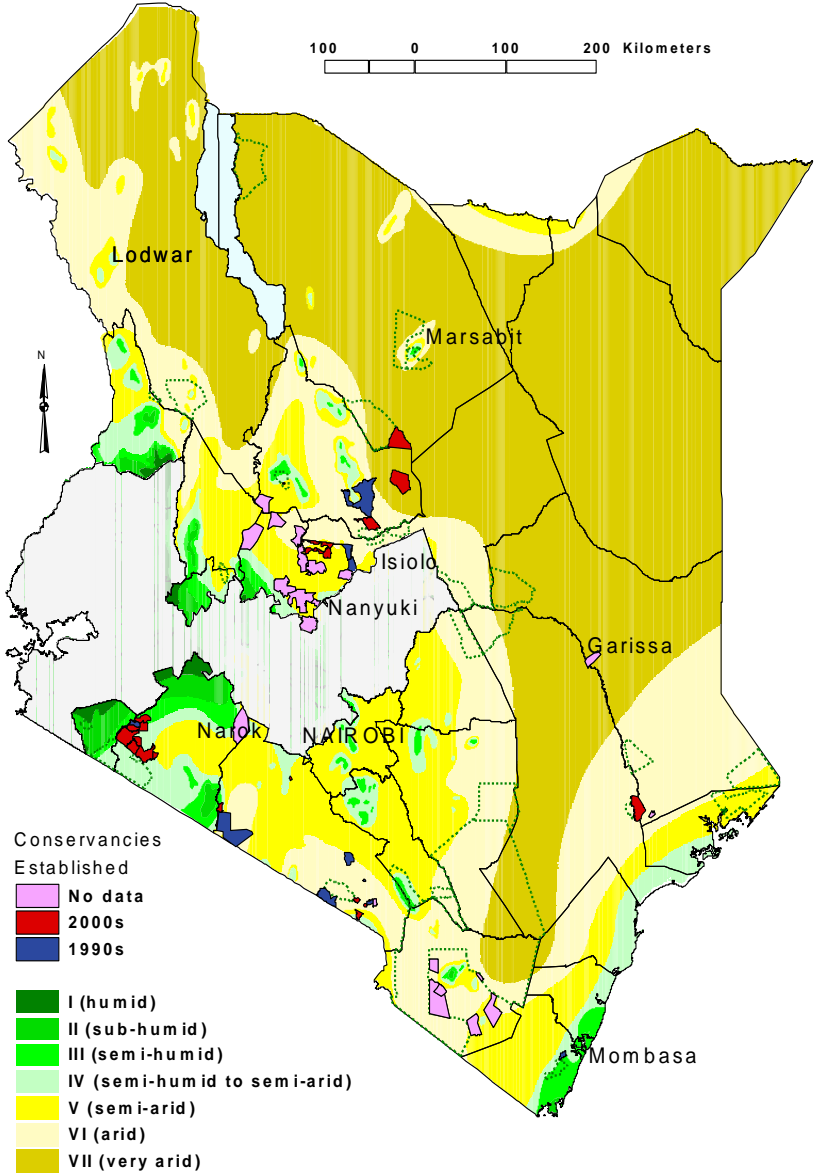 100 0 100 200 Kilometers
Lodwar
Marsabit
N
Isiolo
Nanyuki
Garissa
Narok
NAIROBI
Mombasa
Conservancies
Established
No data
2000s
1990s
I (humid)
II (sub-humid)
III (semi-humid)
IV (semi-humid to semi-arid)
V (semi-arid)
VI (arid)
VII (very arid)